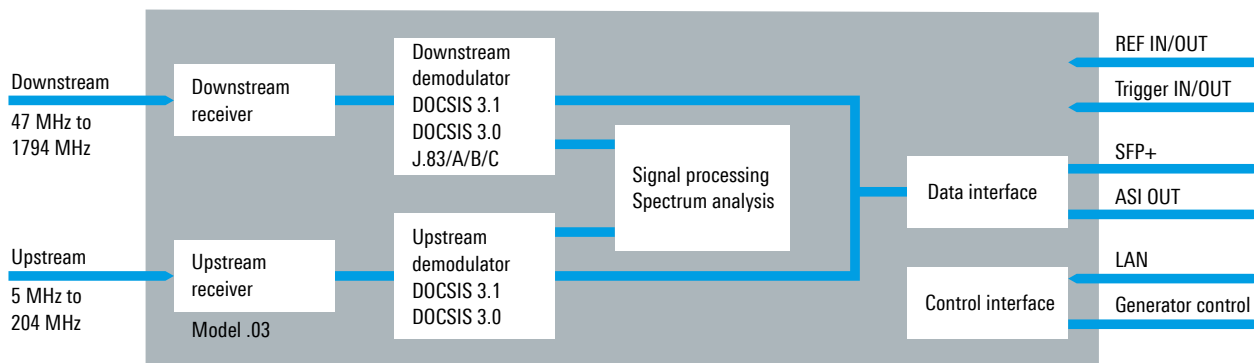 Downstream
47 MHz to
1794 MHz
Downstream
receiver
Downstream
demodulator
DOCSIS 3.1
DOCSIS 3.0
J.83/A/B/C
Signal processing
Spectrum analysis
Upstream
5 MHz to
204 MHz
Upstream
receiver
Model .03
Upstream
demodulator
DOCSIS 3.1
DOCSIS 3.0
Data interface
Control interface
REF IN/OUT
Trigger IN/OUT
SFP+
ASI OUT
LAN
Generator control